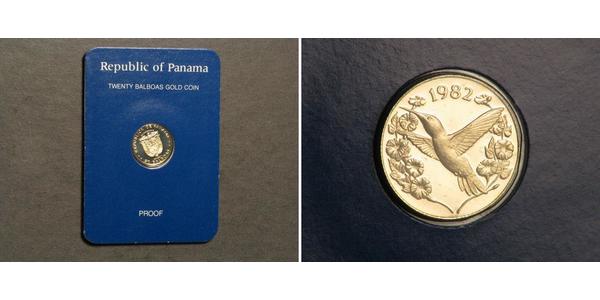 Republic of Panama
TWENTY BALBOAS GOLD COIN
PROOF
1982